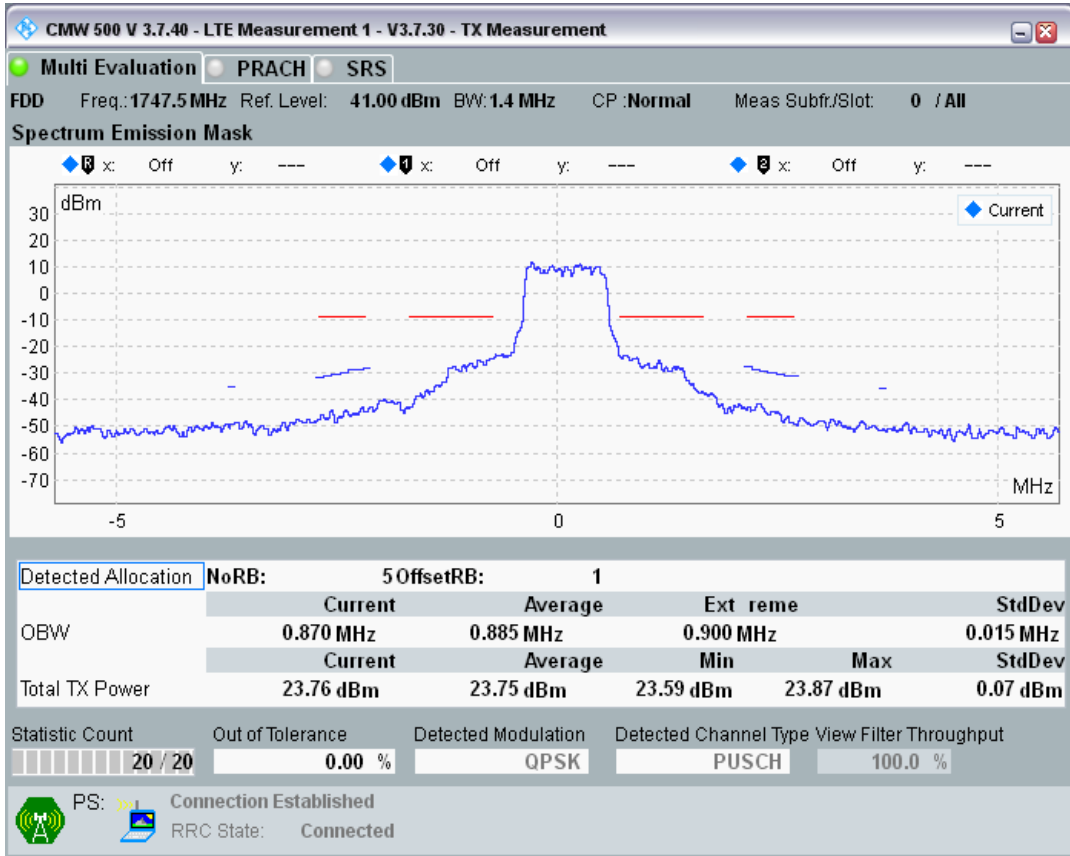 CMW 500 V 3.7.40 - LTE Measurement 1 - V3.7.30 - TX Measurement
Multi Evaluation PRACH SRS
FDD Freq.:1747.5 MHz Ref. Level: 41.00 dBm BW:1.4 MHz CP :Normal Meas Subfr./Slot: 0 / All
Spectrum Emission Mask
R x: Off y: --- 1 x: Off y: --- 2 x: Off y: ---
dBm
Current
30
20
10
0
-10
-20
-30
-40
-50
-60
-70
MHz
-5 0 5
Detected Allocation NoRB: 5 OffsetRB: 1
Current Average Ext reme StdDev
OBW 0.870 MHz 0.885 MHz 0.900 MHz 0.015 MHz
Current Average Min Max StdDev
Total TX Power 23.76 dBm 23.75 dBm 23.59 dBm 23.87 dBm 0.07 dBm
Statistic Count Out of Tolerance Detected Modulation Detected Channel Type View Filter Throughput
20 / 20 0.00 % QPSK PUSCH 100.0 %
PS: Connection Established
RRC State: Connected